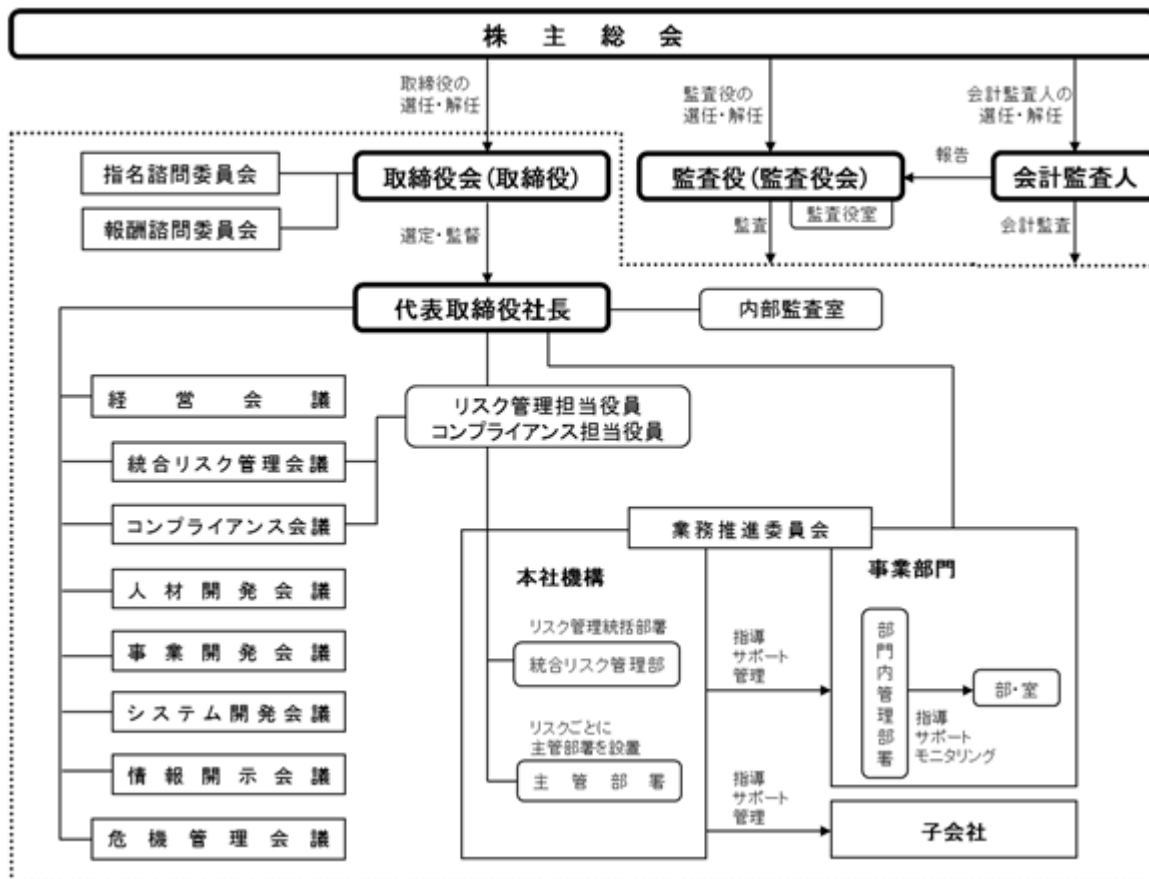 株主総会
取締役の
選任・解任
監査役の
選任・解任
会計監査人の
選任・解任
指名諮問委員会
報酬諮問委員会
取締役会(取締役)
監査役(監査役会)
報告
会計監査人
監査役室
監査
会計監査
選定・監督
代表取締役社長
内部監査室
経営会議
統合リスク管理会議
コンプライアンス会議
人材開発会議
事業開発会議
システム開発会議
情報開示会議
危機管理会議
リスク管理担当役員
コンプライアンス担当役員
業務推進委員会
本社機構
リスク管理統括部署
統合リスク管理部
リスクごとに
主管部署を設置
主管部署
指導
サポート
管理
指導
サポート
管理
事業部門
部門内管理部署
部・室
指導
サポート
モニタリング
子会社